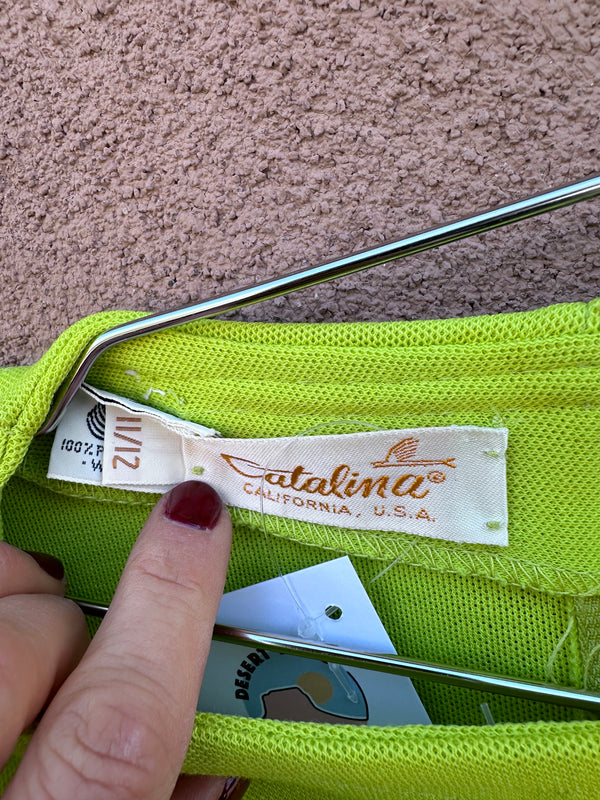 Catalina®
CALIFORNIA, U.S.A.
11/12
100%
DESERT